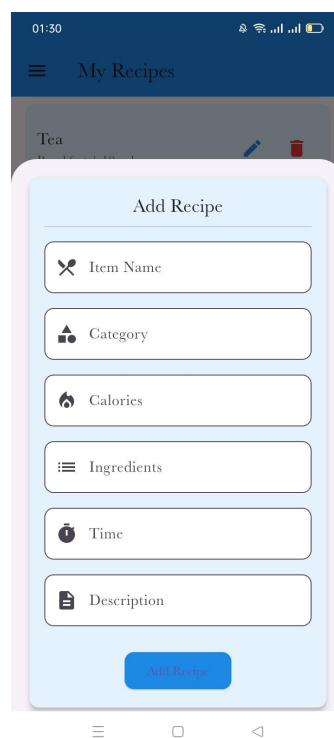 01:30
My Recipes
Tea
Add Recipe
Item Name
Category
Calories
Ingredients
Time
Description
Add Recipe